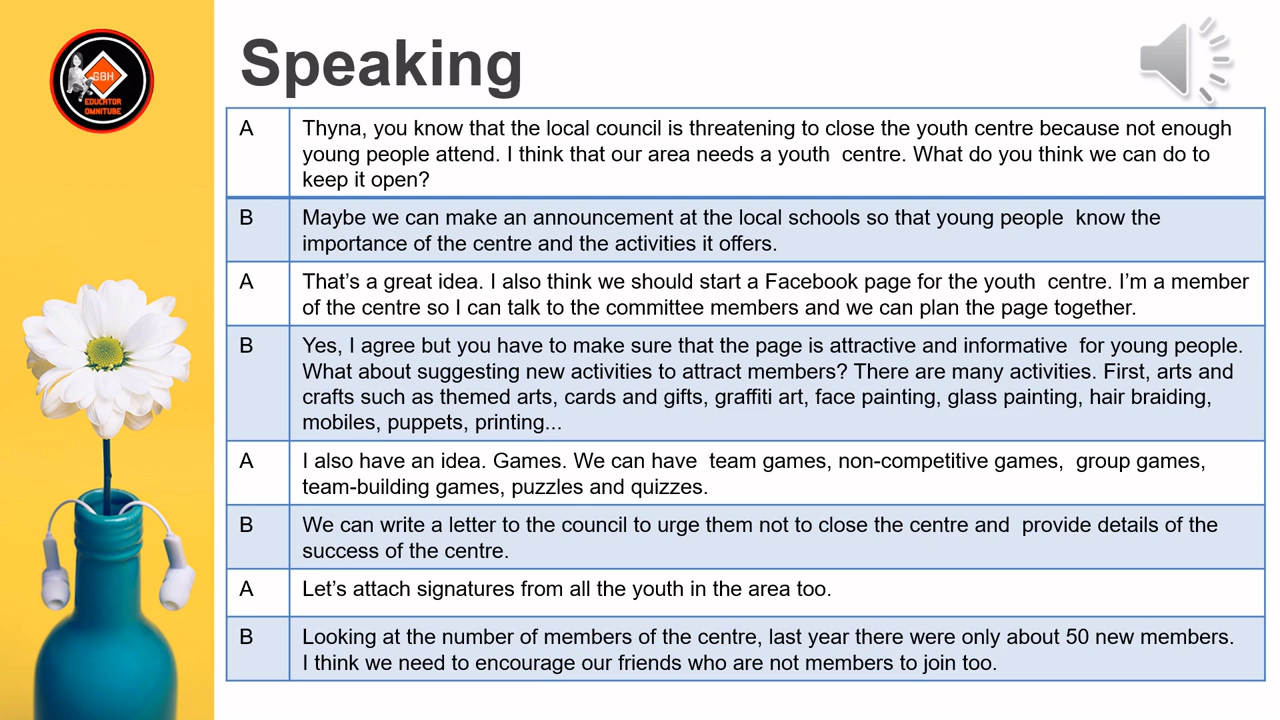 GBH
EDUCATOR
OMNITUBE
Speaking
A
Thyna, you know that the local council is threatening to close the youth centre because not enough
young people attend. I think that our area needs a youth  centre. What do you think we can do to
keep it open?
B
Maybe we can make an announcement at the local schools so that young people  know the
importance of the centre and the activities it offers.
A
That’s a great idea. I also think we should start a Facebook page for the youth  centre. I’m a member
of the centre so I can talk to the committee members and we can plan the page together.
B
Yes, I agree but you have to make sure that the page is attractive and informative  for young people.
What about suggesting new activities to attract members? There are many activities. First, arts and
crafts such as themed arts, cards and gifts, graffiti art, face painting, glass painting, hair braiding,
mobiles, puppets, printing...
A
I also have an idea. Games. We can have  team games, non-competitive games,  group games,
team-building games, puzzles and quizzes.
B
We can write a letter to the council to urge them not to close the centre and  provide details of the
success of the centre.
A
Let’s attach signatures from all the youth in the area too.
B
Looking at the number of members of the centre, last year there were only about 50 new members.
I think we need to encourage our friends who are not members to join too.